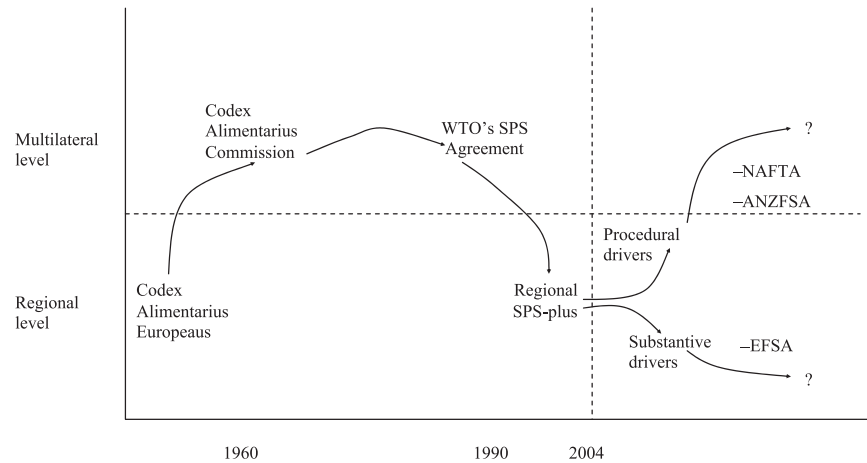 Multilateral
level
Codex
Alimentarius
Commission
WTO's SPS
Agreement
?
–NAFTA
–ANZFSA
Regional
level
Codex
Alimentarius
Europeaus
Regional
SPS-plus
Procedural
drivers
Substantive
drivers
–EFSA
?
1960
1990
2004